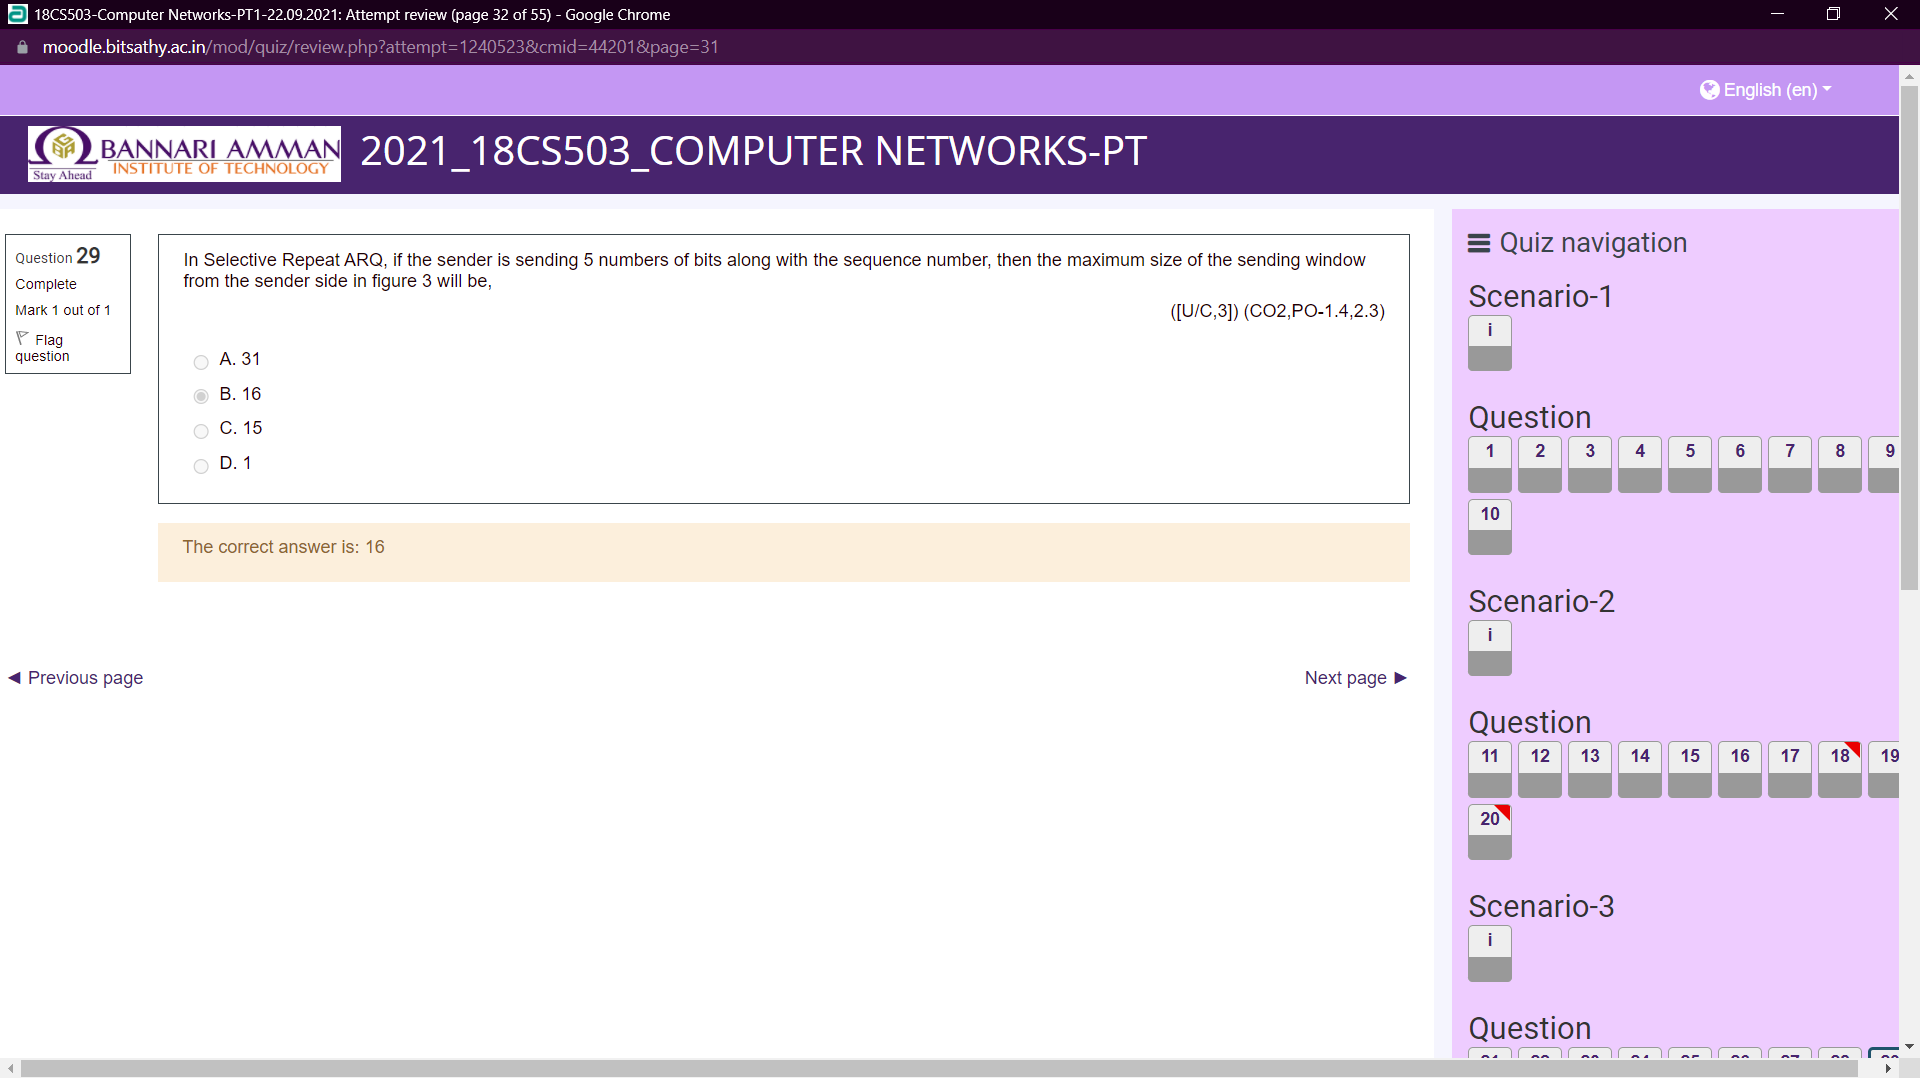 18CS503-Computer Networks-PT1-22.09.2021: Attempt review (page 32 of 55) - Google Chrome
moodle.bitsathy.ac.in/mod/quiz/review.php?attempt=1240523&cmid=44201&page=31
English (en)
BANNARI AMMAN
INSTITUTE OF TECHNOLOGY
Stay Ahead
2021_18CS503_COMPUTER NETWORKS-PT
Question 29
Complete
Mark 1 out of 1
Flag
question
In Selective Repeat ARQ, if the sender is sending 5 numbers of bits along with the sequence number, then the maximum size of the sending window
from the sender side in figure 3 will be,
([U/C,3]) (CO2,PO-1.4,2.3)
A. 31
B. 16
C. 15
D. 1
The correct answer is: 16
◄ Previous page
Next page ►
Quiz navigation
Scenario-1
i
Question
1 2 3 4 5 6 7 8 9
10
Scenario-2
i
Question
11 12 13 14 15 16 17 18 19
20
Scenario-3
i
Question